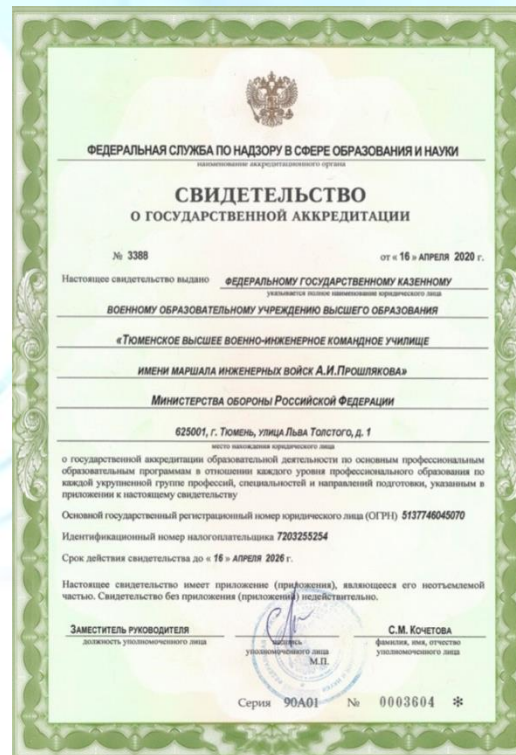 ФЕДЕРАЛЬНАЯ СЛУЖБА ПО НАДЗОРУ В СФЕРЕ ОБРАЗОВАНИЯ И НАУКИ
наименование аккредитационного органа
СВИДЕТЕЛЬСТВО
О ГОСУДАРСТВЕННОЙ АККРЕДИТАЦИИ
№ 3388 от « 16 » АПРЕЛЯ 2020 г.
Настоящее свидетельство выдано ФЕДЕРАЛЬНОМУ ГОСУДАРСТВЕННОМУ КАЗЕННОМУ
указывается полное наименование юридического лица
ВОЕННОМУ ОБРАЗОВАТЕЛЬНОМУ УЧРЕЖДЕНИЮ ВЫСШЕГО ОБРАЗОВАНИЯ
«ТЮМЕНСКОЕ ВЫСШЕЕ ВОЕННО-ИНЖЕНЕРНОЕ КОМАНДНОЕ УЧИЛИЩЕ
ИМЕНИ МАРШАЛА ИНЖЕНЕРНЫХ ВОЙСК А.И.ПРОШЛЯКОВА»
МИНИСТЕРСТВА ОБОРОНЫ РОССИЙСКОЙ ФЕДЕРАЦИИ
625001, Г. ТЮМЕНЬ, УЛИЦА ЛЬВА ТОЛСТОГО, Д. 1
место нахождения юридического лица
о государственной аккредитации образовательной деятельности по основным профессиональным
образовательным программам в отношении каждого уровня профессионального образования по
каждой укрупненной группе профессий, специальностей и направлений подготовки, указанным в
приложении к настоящему свидетельству
Основной государственный регистрационный номер юридического лица (ОГРН) 5137746045070
Идентификационный номер налогоплательщика 7203255254
Срок действия свидетельства до « 16 » АПРЕЛЯ 2026 г.
Настоящее свидетельство имеет приложение (приложения), являющееся его неотъемлемой
частью. Свидетельство без приложения (приложений) недействительно.
ЗАМЕСТИТЕЛЬ РУКОВОДИТЕЛЯ С.М. КОЧЕТОВА
должность уполномоченного лица подпись фамилия, имя, отчество
уполномоченного лица уполномоченного лица
М.П.
Серия 90А01 № 0003604 *